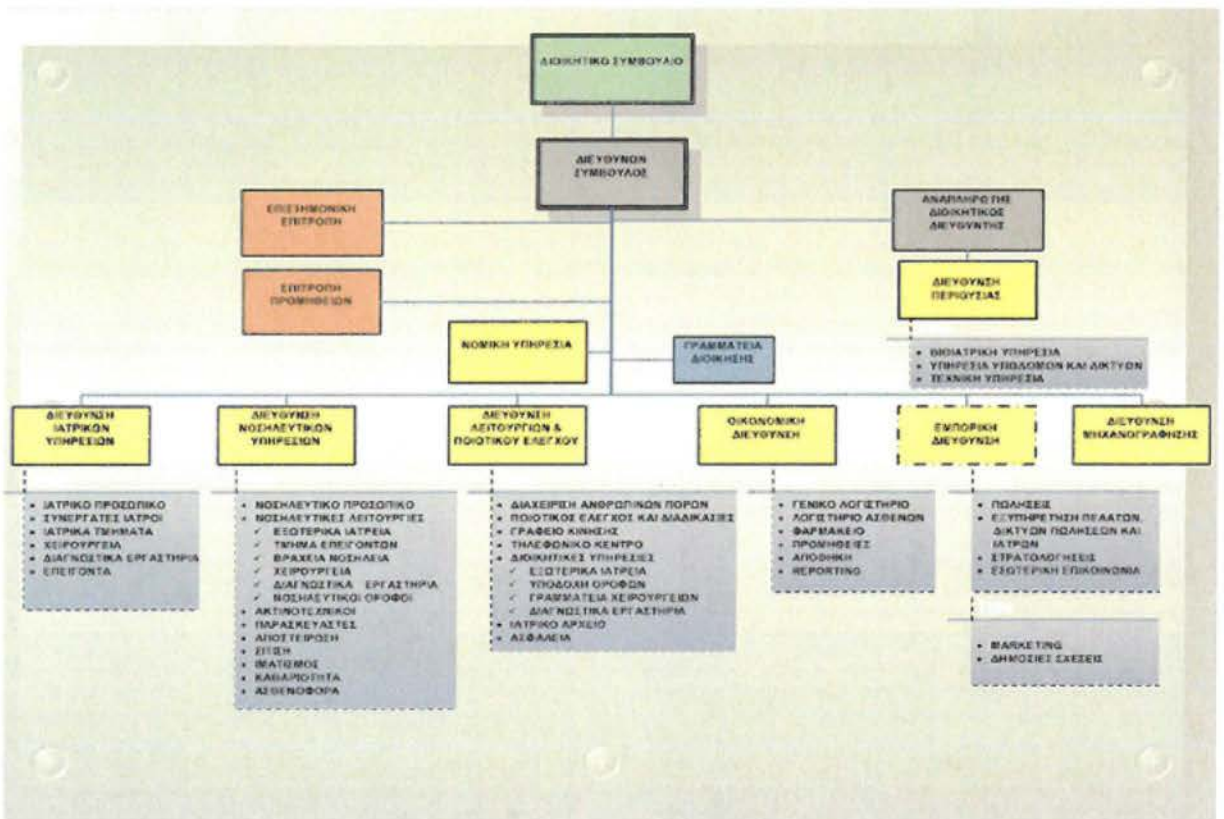 ΔΙΟΙΚΗΤΙΚΟ ΣΥΜΒΟΥΛΙΟ
ΔΙΕΥΘΥΝΩΝ
ΣΥΜΒΟΥΛΟΣ
ΕΠΙΣΤΗΜΟΝΙΚΗ
ΕΠΙΤΡΟΠΗ
ΑΝΑΠΛΗΡΩΤΗΣ
ΔΙΟΙΚΗΤΙΚΟΣ
ΔΙΕΥΘΥΝΤΗΣ
ΕΠΙΤΡΟΠΗ
ΠΡΟΜΗΘΕΙΩΝ
ΔΙΕΥΘΥΝΣΗ
ΠΕΡΙΟΥΣΙΑΣ
ΝΟΜΙΚΗ ΥΠΗΡΕΣΙΑ
ΓΡΑΜΜΑΤΕΙΑ
ΔΙΟΙΚΗΣΗΣ
• ΒΙΟΙΑΤΡΙΚΗ ΥΠΗΡΕΣΙΑ
• ΥΠΗΡΕΣΙΑ ΥΠΟΔΟΜΩΝ ΚΑΙ ΔΙΚΤΥΩΝ
• ΤΕΧΝΙΚΗ ΥΠΗΡΕΣΙΑ
ΔΙΕΥΘΥΝΣΗ
ΙΑΤΡΙΚΩΝ
ΥΠΗΡΕΣΙΩΝ
ΔΙΕΥΘΥΝΣΗ
ΝΟΣΗΛΕΥΤΙΚΩΝ
ΥΠΗΡΕΣΙΩΝ
ΔΙΕΥΘΥΝΣΗ
ΛΕΙΤΟΥΡΓΙΩΝ &
ΠΟΙΟΤΙΚΟΥ ΕΛΕΓΧΟΥ
ΟΙΚΟΝΟΜΙΚΗ
ΔΙΕΥΘΥΝΣΗ
ΕΜΠΟΡΙΚΗ
ΔΙΕΥΘΥΝΣΗ
ΔΙΕΥΘΥΝΣΗ
ΜΗΧΑΝΟΓΡΑΦΗΣΗΣ
• ΙΑΤΡΙΚΟ ΠΡΟΣΩΠΙΚΟ
• ΣΥΝΕΡΓΑΤΕΣ ΙΑΤΡΟΙ
• ΙΑΤΡΙΚΑ ΤΜΗΜΑΤΑ
• ΧΕΙΡΟΥΡΓΕΙΑ
• ΔΙΑΓΝΩΣΤΙΚΑ ΕΡΓΑΣΤΗΡΙΑ
• ΕΠΕΙΓΟΝΤΑ
• ΝΟΣΗΛΕΥΤΙΚΟ ΠΡΟΣΩΠΙΚΟ
• ΝΟΣΗΛΕΥΤΙΚΕΣ ΛΕΙΤΟΥΡΓΙΕΣ
✓ ΕΞΩΤΕΡΙΚΑ ΙΑΤΡΕΙΑ
✓ ΤΜΗΜΑ ΕΠΕΙΓΟΝΤΩΝ
✓ ΒΡΑΧΕΙΑ ΝΟΣΗΛΕΙΑ
✓ ΧΕΙΡΟΥΡΓΕΙΑ
✓ ΔΙΑΓΝΩΣΤΙΚΑ ΕΡΓΑΣΤΗΡΙΑ
✓ ΝΟΣΗΛΕΥΤΙΚΟΙ ΟΡΟΦΟΙ
• ΑΚΤΙΝΟΤΕΧΝΙΚΟΙ
• ΠΑΡΑΣΚΕΥΑΣΤΕΣ
• ΑΠΟΣΤΕΙΡΩΣΗ
• ΣΙΤΙΣΗ
• ΙΜΑΤΙΣΜΟΣ
• ΚΑΘΑΡΙΟΤΗΤΑ
• ΑΣΘΕΝΟΦΟΡΑ
• ΔΙΑΧΕΙΡΙΣΗ ΑΝΘΡΩΠΙΝΩΝ ΠΟΡΩΝ
• ΠΟΙΟΤΙΚΟΣ ΕΛΕΓΧΟΣ ΚΑΙ ΔΙΑΔΙΚΑΣΙΕΣ
• ΓΡΑΦΕΙΟ ΚΙΝΗΣΗΣ
• ΤΗΛΕΦΩΝΙΚΟ ΚΕΝΤΡΟ
• ΔΙΟΙΚΗΤΙΚΕΣ ΥΠΗΡΕΣΙΕΣ
✓ ΕΞΩΤΕΡΙΚΑ ΙΑΤΡΕΙΑ
✓ ΥΠΟΔΟΧΗ ΟΡΟΦΩΝ
✓ ΓΡΑΜΜΑΤΕΙΑ ΧΕΙΡΟΥΡΓΕΙΩΝ
✓ ΔΙΑΓΝΩΣΤΙΚΑ ΕΡΓΑΣΤΗΡΙΑ
• ΙΑΤΡΙΚΟ ΑΡΧΕΙΟ
• ΑΣΦΑΛΕΙΑ
• ΓΕΝΙΚΟ ΛΟΓΙΣΤΗΡΙΟ
• ΛΟΓΙΣΤΗΡΙΟ ΑΣΘΕΝΩΝ
• ΦΑΡΜΑΚΕΙΟ
• ΠΡΟΜΗΘΕΙΕΣ
• ΑΠΟΘΗΚΗ
• REPORTING
• ΠΩΛΗΣΕΙΣ
• ΕΞΥΠΗΡΕΤΗΣΗ ΠΕΛΑΤΩΝ,
ΔΙΚΤΥΩΝ ΠΩΛΗΣΕΩΝ ΚΑΙ
ΙΑΤΡΩΝ
• ΣΤΡΑΤΟΛΟΓΗΣΕΙΣ
• ΕΣΩΤΕΡΙΚΗ ΕΠΙΚΟΙΝΩΝΙΑ
• MARKETING
• ΔΗΜΟΣΙΕΣ ΣΧΕΣΕΙΣ